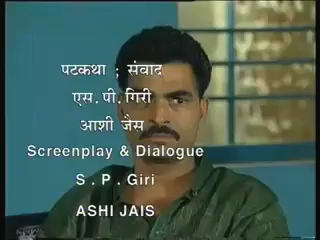 पटकथा ; संवाद
एस.पी.गिरी
आशी जैस
Screenplay & Dialogue
S . P . Giri
ASHI JAIS